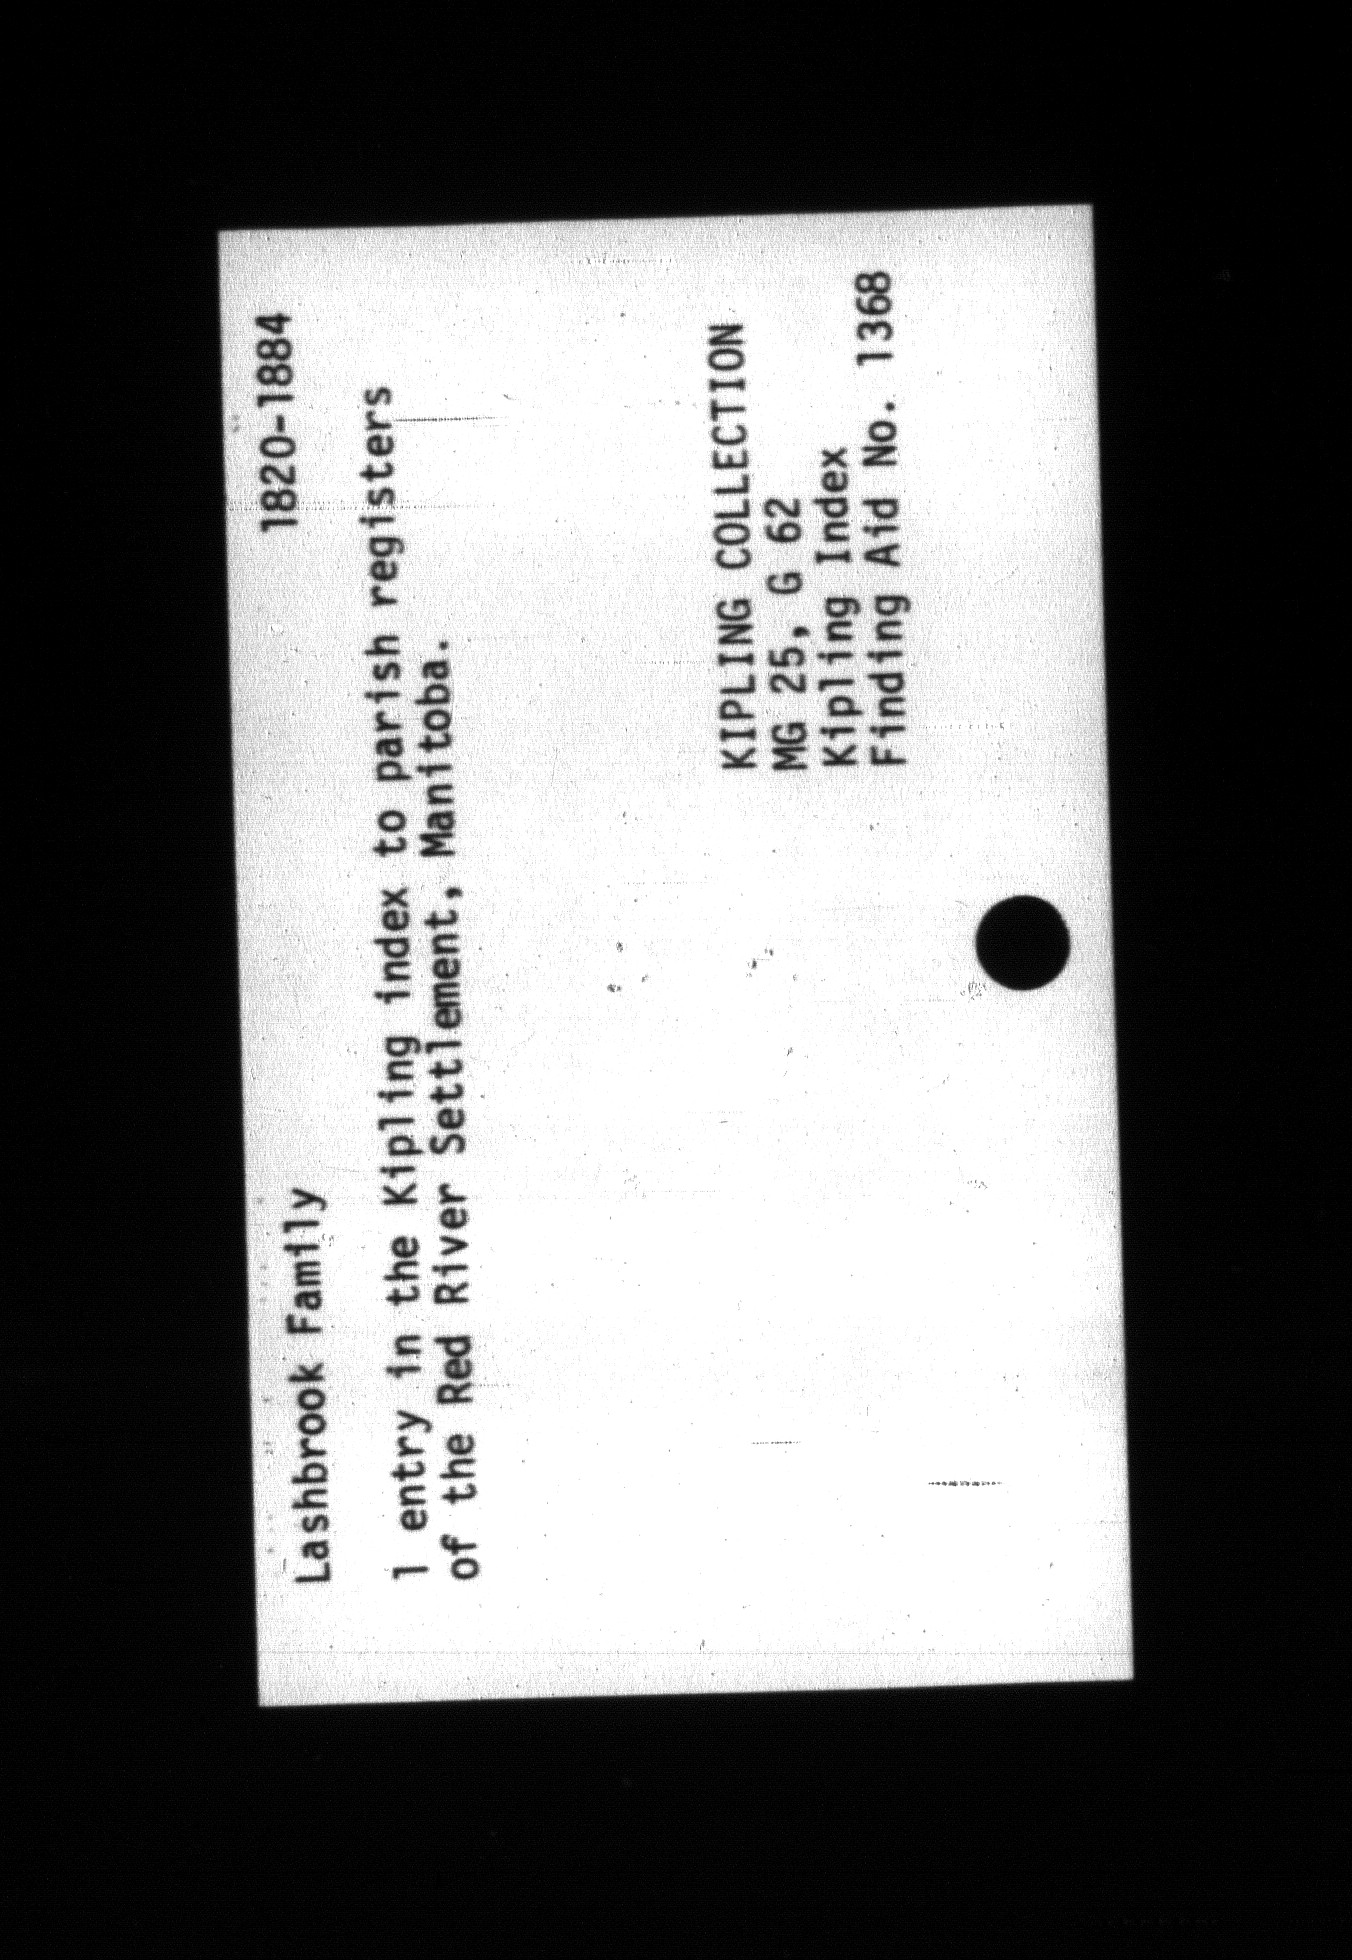 Lashbrook Family 1820-1884
1 entry in the Kipling index to parish registers
of the Red River Settlement, Manitoba.
KIPLING COLLECTION
MG 25, G 62
Kipling Index
Finding Aid No. 1368